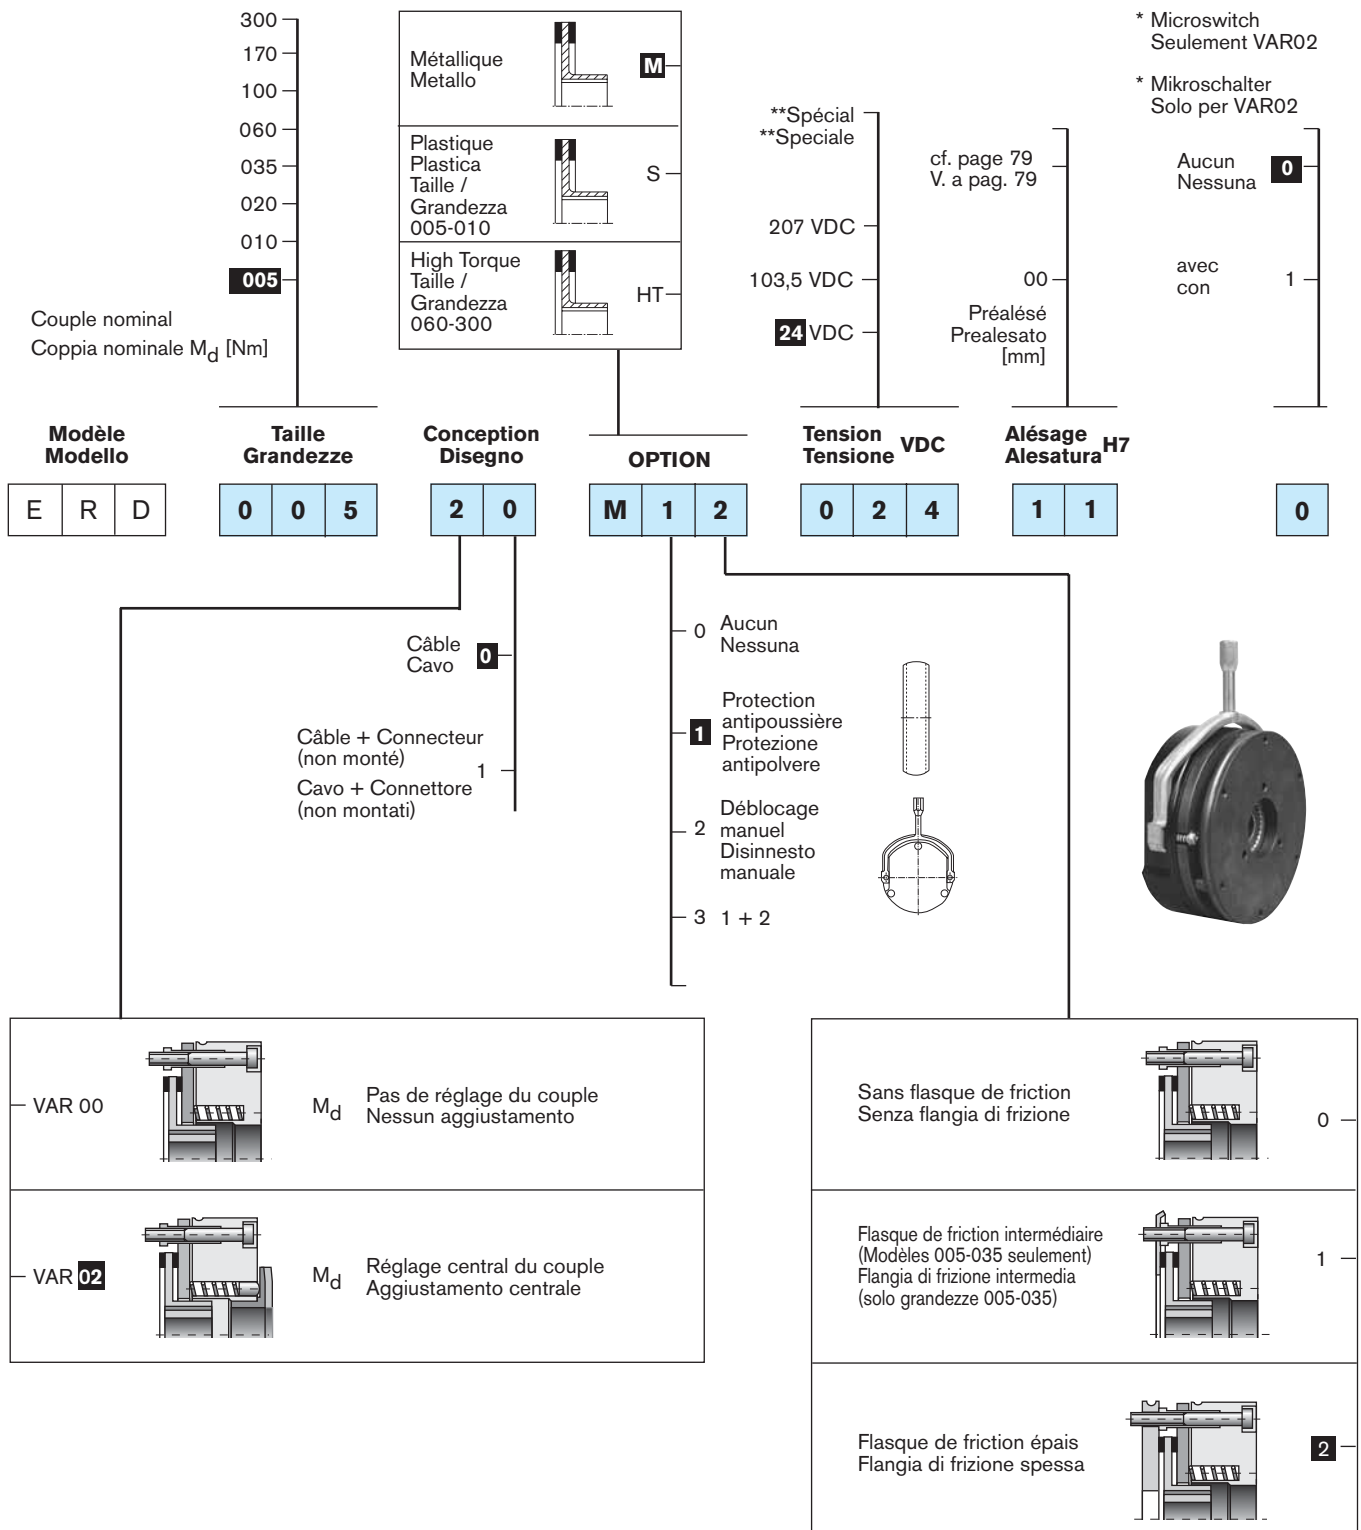 300
170
100
060
035
020
010
005
Couple nominal
Coppia nominale Md [Nm]
Métallique
Metallo
M
Plastique
Plastica
Taille /
Grandezza
005-010
S
High Torque
Taille /
Grandezza
060-300
HT
**Spécial
**Speciale
207 VDC
103,5 VDC
24 VDC
cf. page 79
V. a pag. 79
00
Préalésé
Prealesato
[mm]
* Microswitch
Seulement VAR02
* Mikroschalter
Solo per VAR02
Aucun
Nessuna
0
avec
con
1
Modèle
Modello
Taille
Grandezze
Conception
Disegno
OPTION
Tension
Tensione VDC
Alésage
Alesatura H7
E R D
0 0 5
2 0
M 1 2
0 2 4
1 1
0
Câble
Cavo
0
Câble + Connecteur
(non monté)
1
Cavo + Connettore
(non montati)
0 Aucun
Nessuna
1
Protection
antipoussière
Protezione
antipolvere
2
Déblocage
manuel
Disinnesto
manuale
3 1 + 2
VAR 00
Md
Pas de réglage du couple
Nessun aggiustamento
VAR 02
Md
Réglage central du couple
Aggiustamento centrale
Sans flasque de friction
Senza flangia di frizione
0
Flasque de friction intermédiaire
(Modèles 005-035 seulement)
Flangia di frizione intermedia
(solo grandezze 005-035)
1
Flasque de friction épais
Flangia di frizione spessa
2